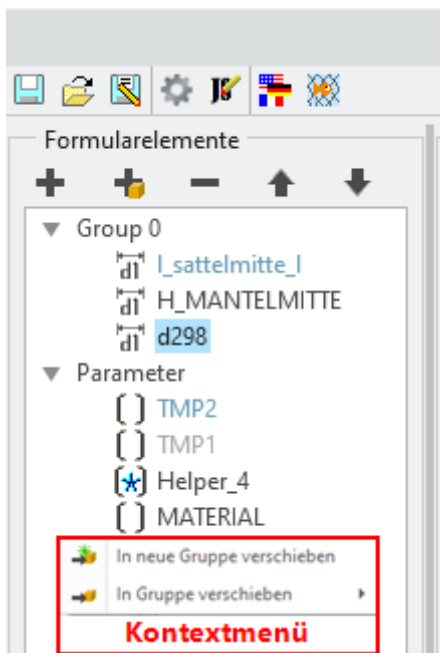 Formularelemente
Group 0
l_sattelmitte_l
H_MANTELMITTE
d298
Parameter
TMP2
TMP1
Helper_4
MATERIAL
In neue Gruppe verschieben
In Gruppe verschieben
Kontextmenü